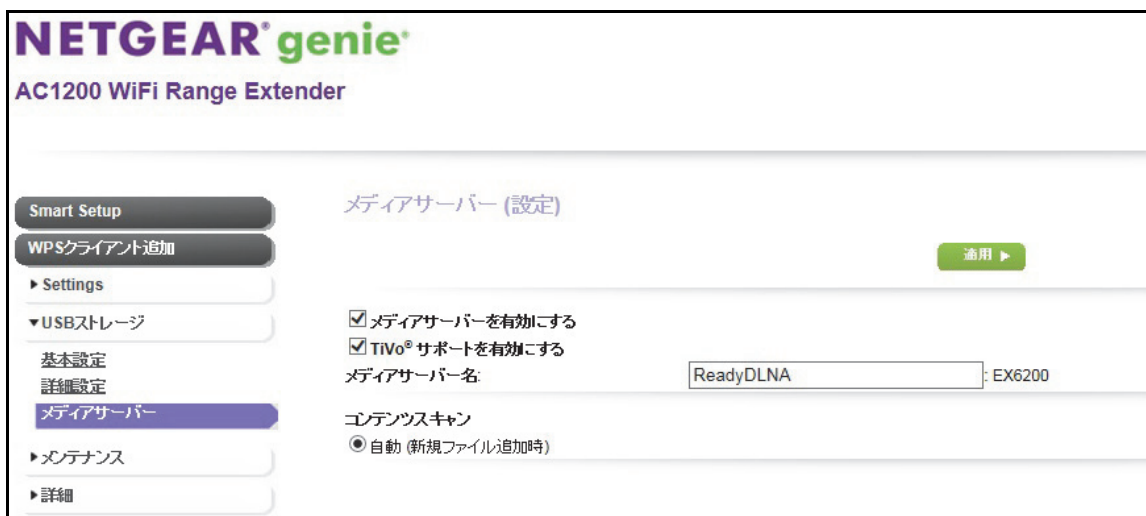 NETGEAR® genie®
AC1200 WiFi Range Extender
Smart Setup
WPSクライアント追加
▶ Settings
▼USBストレージ
基本設定
詳細設定
メディアサーバー
▶メンテナンス
▶詳細
メディアサーバー (設定)
適用 ▶
メディアサーバーを有効にする
TiVo® サポートを有効にする
メディアサーバー名: ReadyDLNA : EX6200
コンテンツスキャン
自動 (新規ファイル追加時)